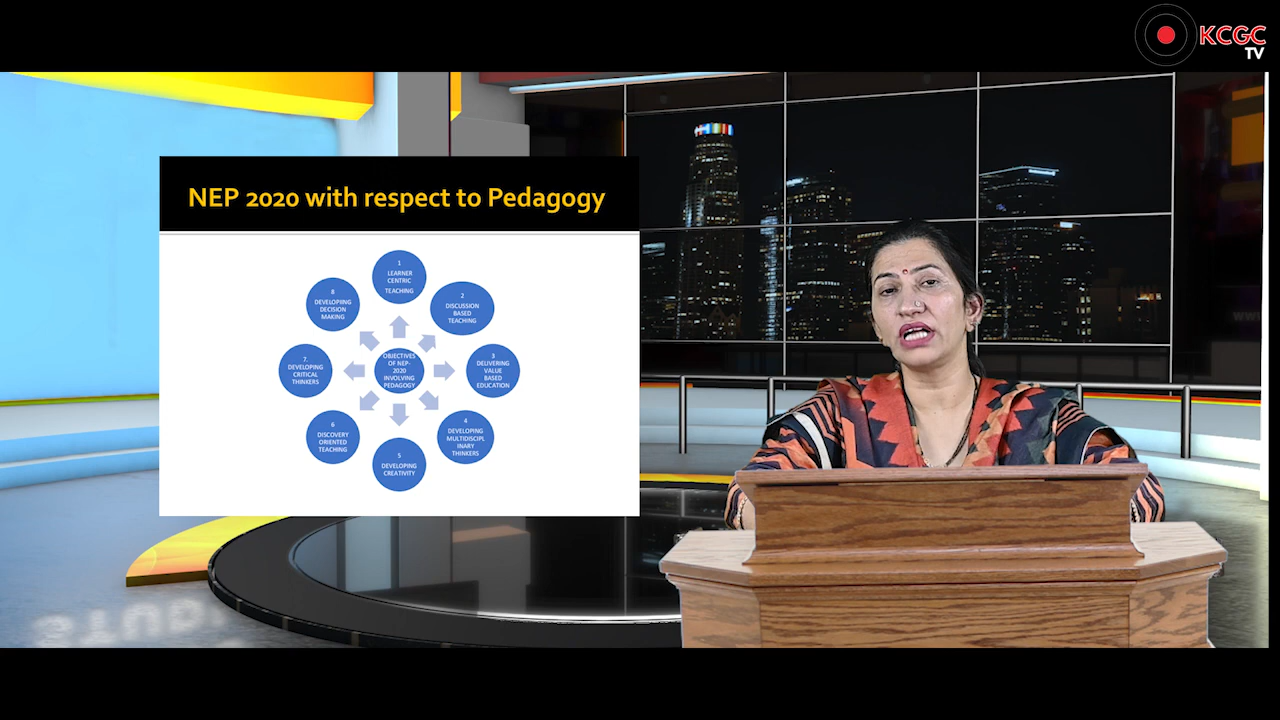 KCGC
TV
NEP 2020 with respect to Pedagogy
1
LEARNER
CENTRIC
TEACHING
2
DISCUSSION
BASED
TEACHING
3
DELIVERING
VALUE
BASED
EDUCATION
4
DEVELOPING
MULTIDISCIPL
INARY
THINKERS
5
DEVELOPING
CREATIVITY
6
DISCOVERY
ORIENTED
TEACHING
7.
DEVELOPING
CRITICAL
THINKERS
8
DEVELOPING
DECISION
MAKING
OBJECTIVES
OF NEP-
2020
INVOLVING
PEDAGOGY